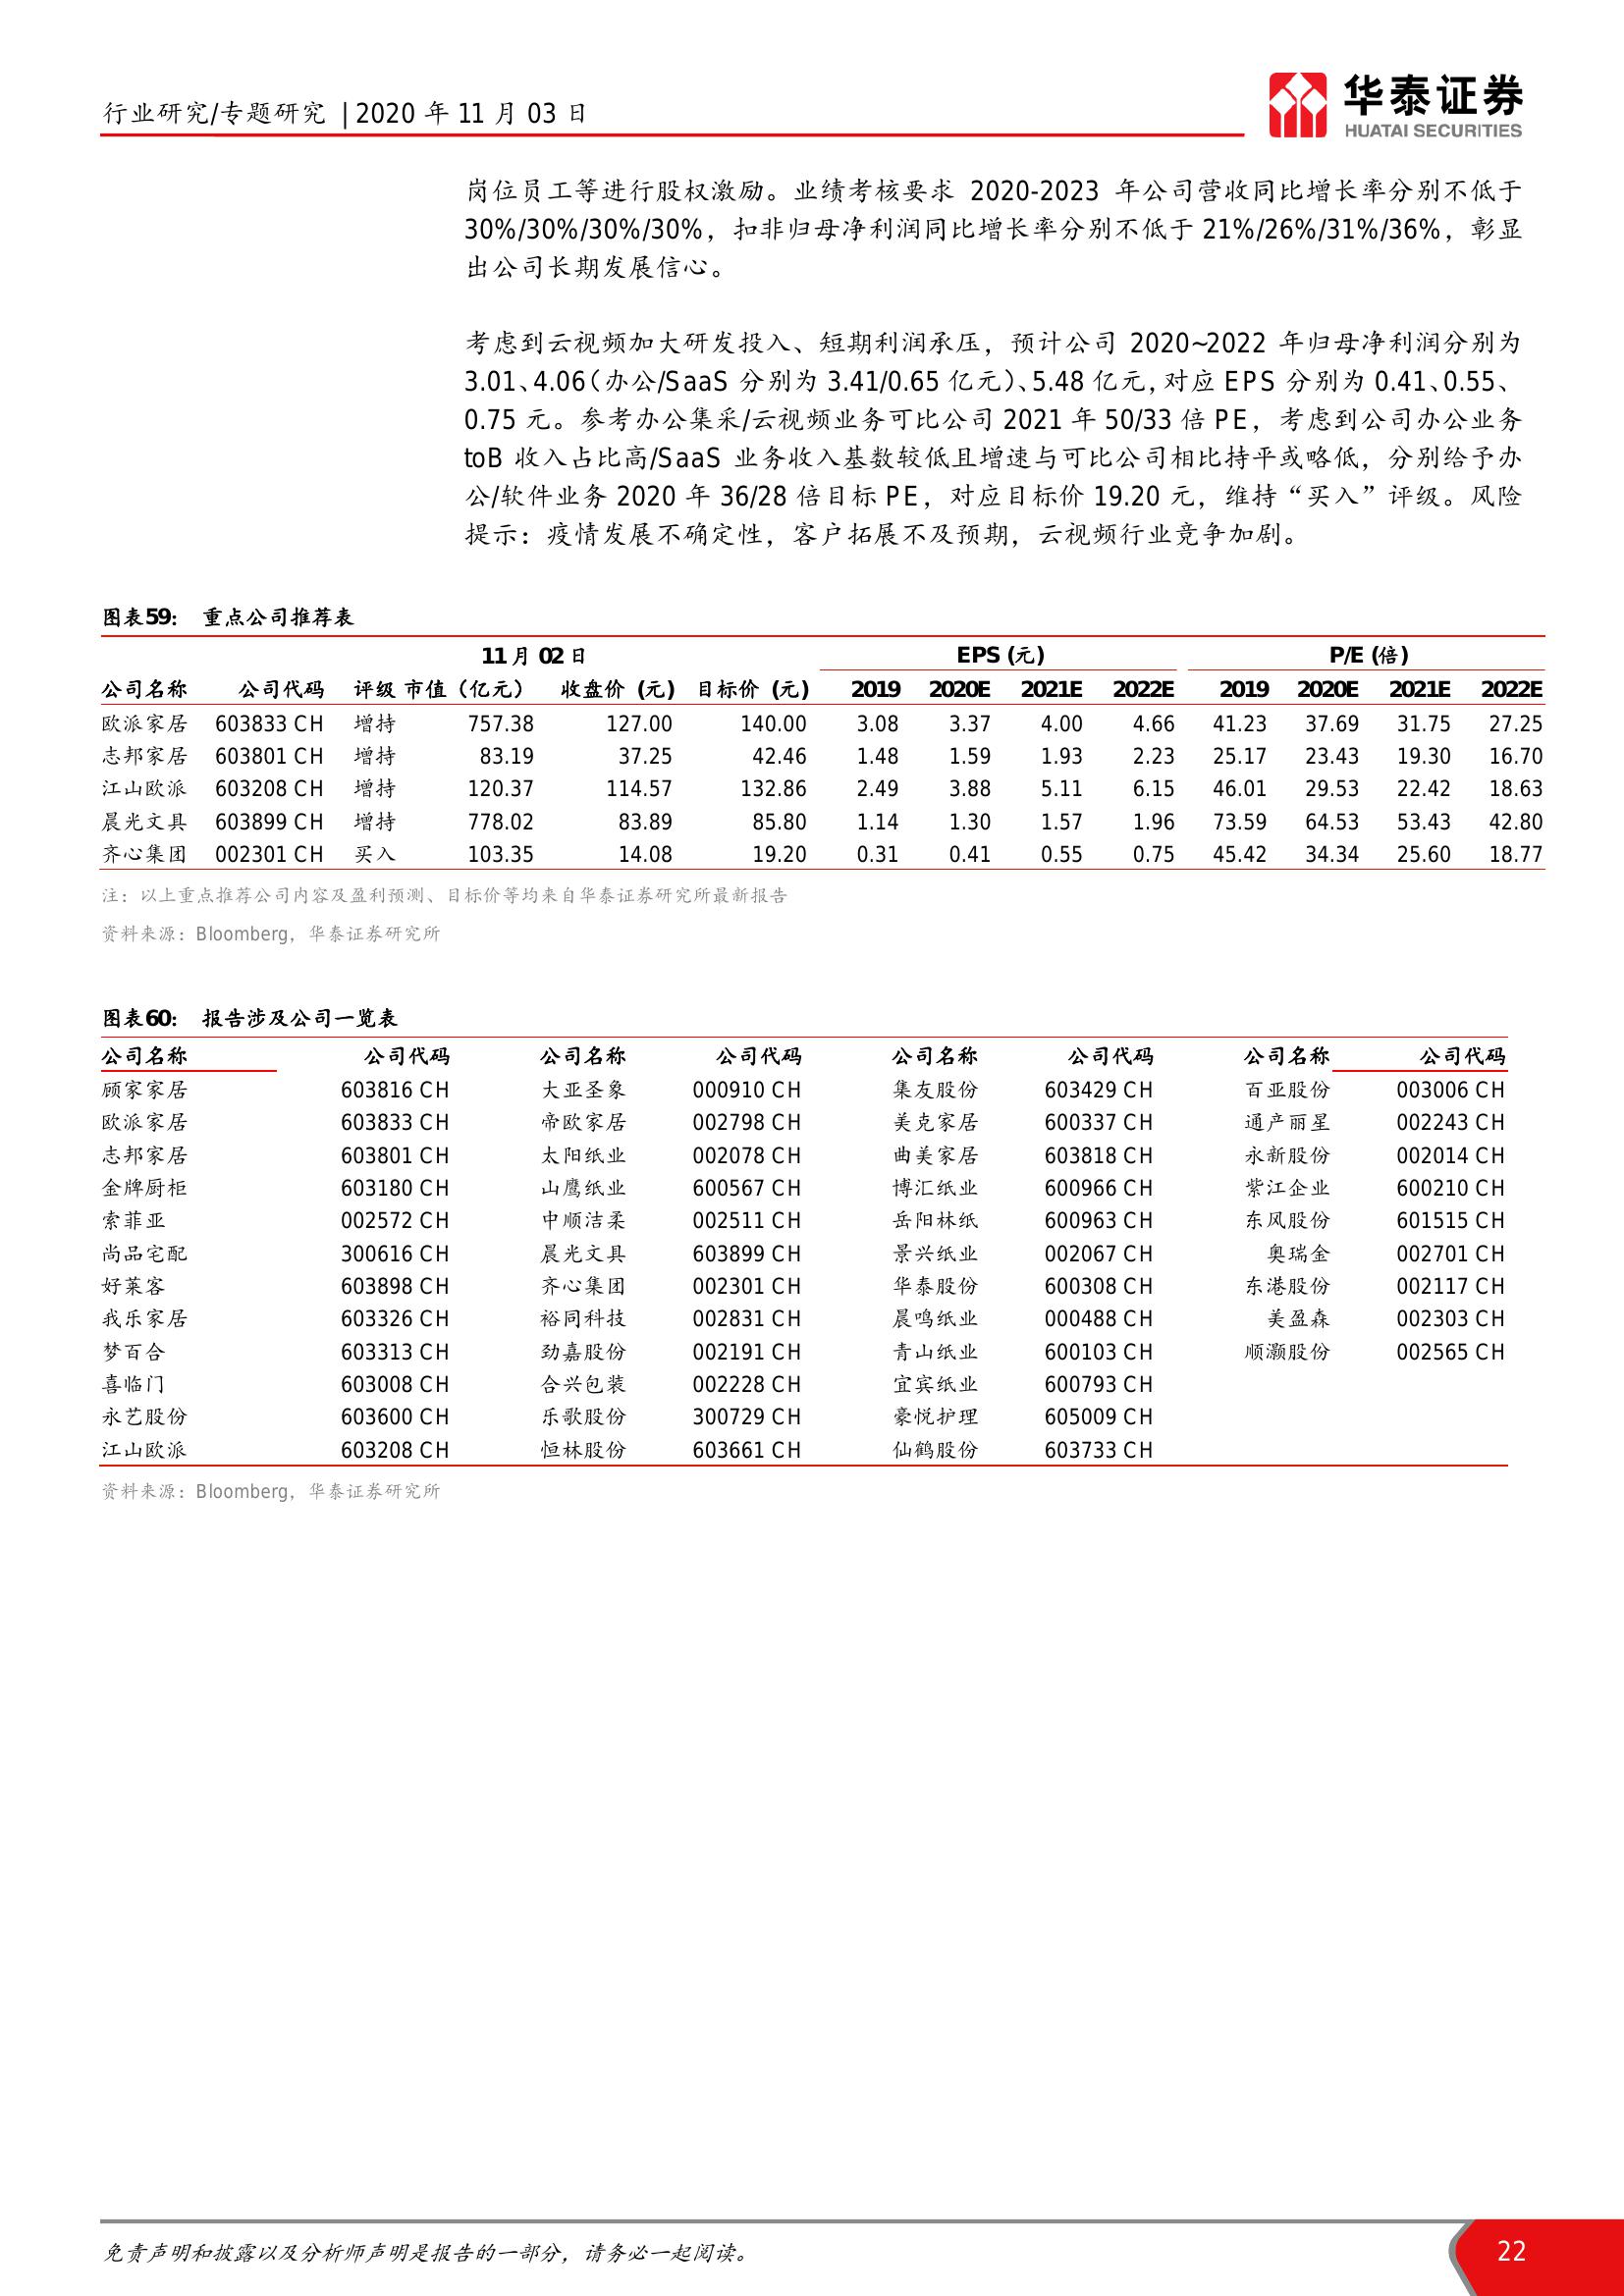 行业研究/专题研究 | 2020 年 11 月 03 日
华泰证券
HUATAI SECURITIES
岗位员工等进行股权激励。业绩考核要求 2020-2023 年公司营收同比增长率分别不低于
30%/30%/30%/30%，扣非归母净利润同比增长率分别不低于 21%/26%/31%/36%，彰显
出公司长期发展信心。
考虑到云视频加大研发投入、短期利润承压，预计公司 2020~2022 年归母净利润分别为
3.01、4.06（办公/SaaS 分别为 3.41/0.65 亿元）、5.48 亿元，对应 EPS 分别为 0.41、0.55、
0.75 元。参考办公集采/云视频业务可比公司 2021 年 50/33 倍 PE，考虑到公司办公业务
toB 收入占比高/SaaS 业务收入基数较低且增速与可比公司相比持平或略低，分别给予办
公/软件业务 2020 年 36/28 倍目标 PE，对应目标价 19.20 元，维持“买入”评级。风险
提示：疫情发展不确定性，客户拓展不及预期，云视频行业竞争加剧。
图表59： 重点公司推荐表
11 月 02 日 EPS (元) P/E (倍)
公司名称 公司代码 评级 市值（亿元） 收盘价 (元) 目标价 (元) 2019 2020E 2021E 2022E 2019 2020E 2021E 2022E
欧派家居 603833 CH 增持 757.38 127.00 140.00 3.08 3.37 4.00 4.66 41.23 37.69 31.75 27.25
志邦家居 603801 CH 增持 83.19 37.25 42.46 1.48 1.59 1.93 2.23 25.17 23.43 19.30 16.70
江山欧派 603208 CH 增持 120.37 114.57 132.86 2.49 3.88 5.11 6.15 46.01 29.53 22.42 18.63
晨光文具 603899 CH 增持 778.02 83.89 85.80 1.14 1.30 1.57 1.96 73.59 64.53 53.43 42.80
齐心集团 002301 CH 买入 103.35 14.08 19.20 0.31 0.41 0.55 0.75 45.42 34.34 25.60 18.77
注：以上重点推荐公司内容及盈利预测、目标价等均来自华泰证券研究所最新报告
资料来源：Bloomberg，华泰证券研究所
图表60： 报告涉及公司一览表
公司名称 公司代码 公司名称 公司代码 公司名称 公司代码 公司名称 公司代码
顾家家居 603816 CH 大亚圣象 000910 CH 集友股份 603429 CH 百亚股份 003006 CH
欧派家居 603833 CH 帝欧家居 002798 CH 美克家居 600337 CH 通产丽星 002243 CH
志邦家居 603801 CH 太阳纸业 002078 CH 曲美家居 603818 CH 永新股份 002014 CH
金牌厨柜 603180 CH 山鹰纸业 600567 CH 博汇纸业 600966 CH 紫江企业 600210 CH
索菲亚 002572 CH 中顺洁柔 002511 CH 岳阳林纸 600963 CH 东风股份 601515 CH
尚品宅配 300616 CH 晨光文具 603899 CH 景兴纸业 002067 CH 奥瑞金 002701 CH
好莱客 603898 CH 齐心集团 002301 CH 华泰股份 600308 CH 东港股份 002117 CH
我乐家居 603326 CH 裕同科技 002831 CH 晨鸣纸业 000488 CH 美盈森 002303 CH
梦百合 603313 CH 劲嘉股份 002191 CH 青山纸业 600103 CH 顺灏股份 002565 CH
喜临门 603008 CH 合兴包装 002228 CH 宜宾纸业 600793 CH
永艺股份 603600 CH 乐歌股份 300729 CH 豪悦护理 605009 CH
江山欧派 603208 CH 恒林股份 603661 CH 仙鹤股份 603733 CH
资料来源：Bloomberg，华泰证券研究所
免责声明和披露以及分析师声明是报告的一部分，请务必一起阅读。
22